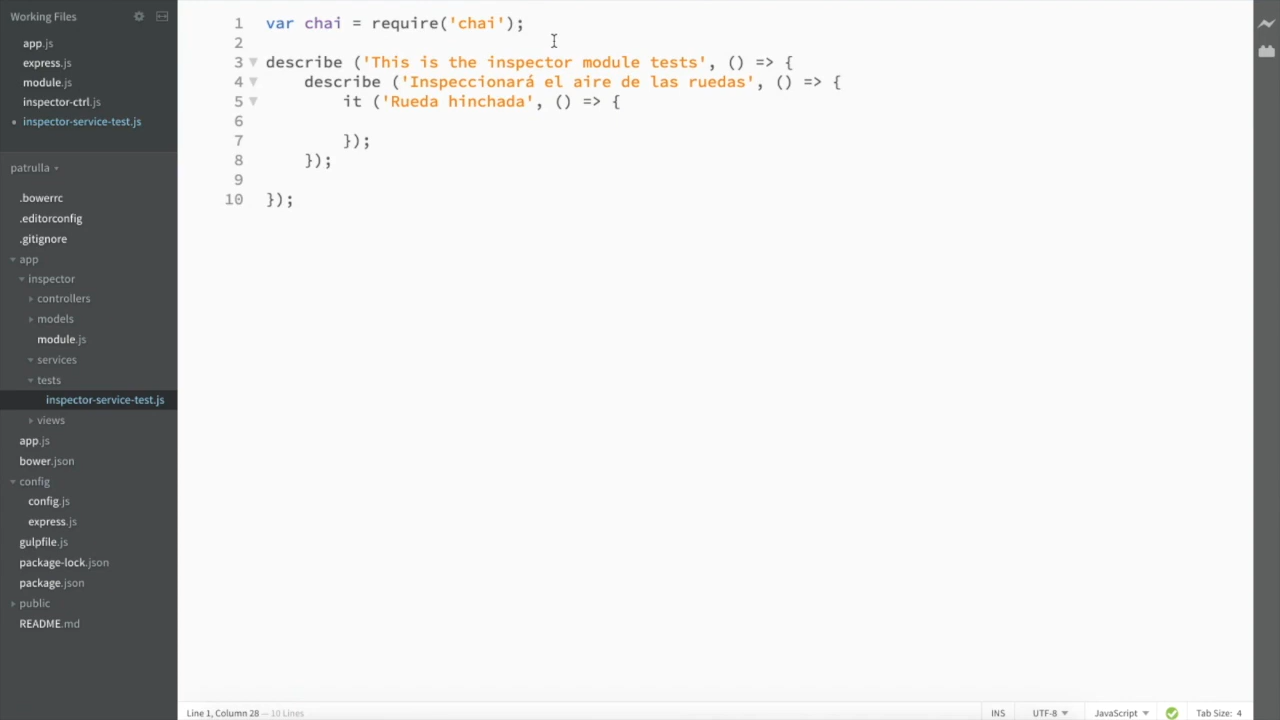 Working Files
app.js
express.js
module.js
inspector-ctrl.js
inspector-service-test.js
patrulla
.bowerrc
.editorconfig
.gitignore
app
inspector
controllers
models
module.js
services
tests
inspector-service-test.js
views
app.js
bower.json
config
config.js
express.js
gulpfile.js
package-lock.json
package.json
public
README.md
1 var chai = require('chai');
2
3 describe ('This is the inspector module tests', () => {
4 describe ('Inspeccionará el aire de las ruedas', () => {
5 it ('Rueda hinchada', () => {
6
7 });
8 });
9
10 });
Line 1, Column 28 — 10 Lines
INS UTF-8 JavaScript Tab Size: 4